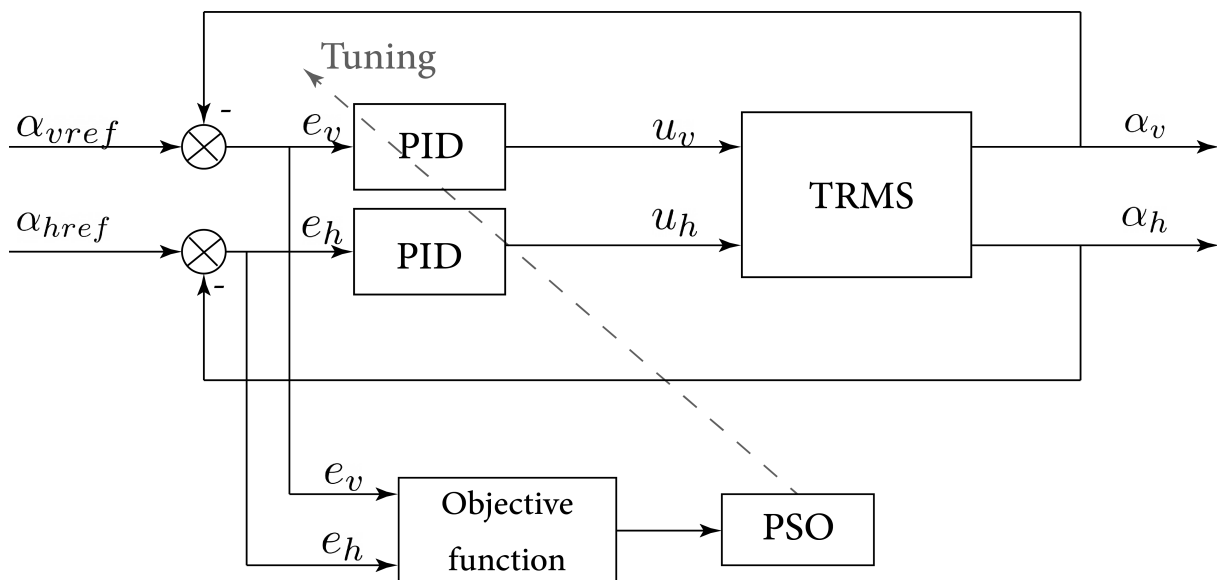 Tuning
-
α_vref
e_v
PID
u_v
TRMS
α_v
α_href
e_h
PID
u_h
α_h
-
e_v
Objective
function
e_h
PSO